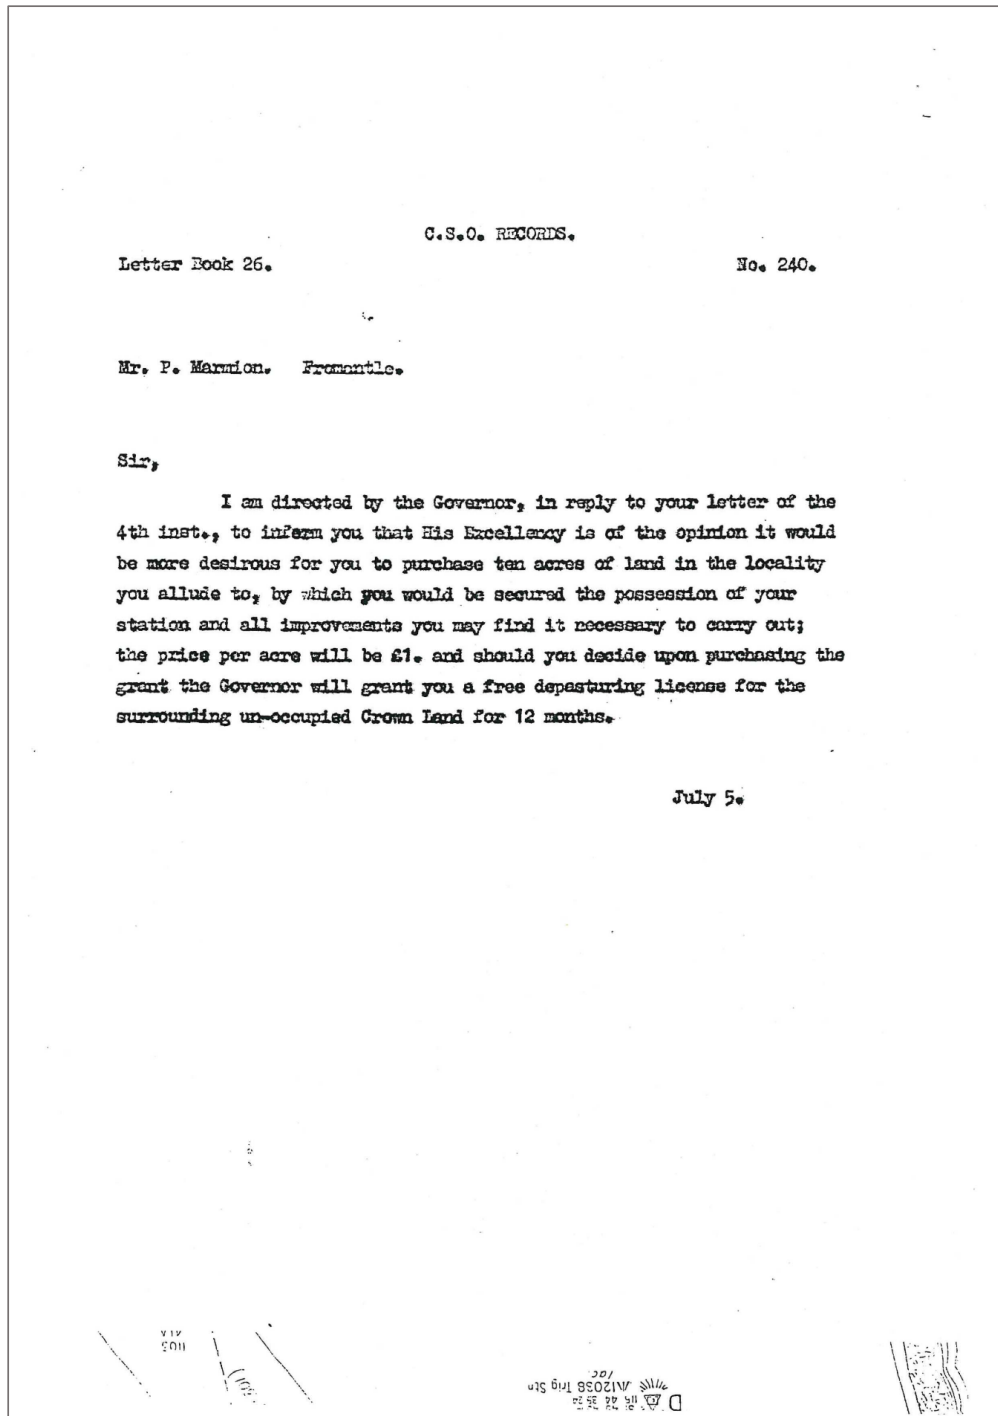 C.S.O. RECORDS.
Letter Book 26. No. 240.
Mr. P. Marmion. Fremantle.
Sir,
I am directed by the Governor, in reply to your letter of the
4th inst., to inform you that His Excellency is of the opinion it would
be more desirous for you to purchase ten acres of land in the locality
you allude to, by which you would be secured the possession of your
station and all improvements you may find it necessary to carry out;
the price per acre will be £1. and should you decide upon purchasing the
grant the Governor will grant you a free depasturing license for the
surrounding un-occupied Crown Land for 12 months.
July 5.
Trig Stn